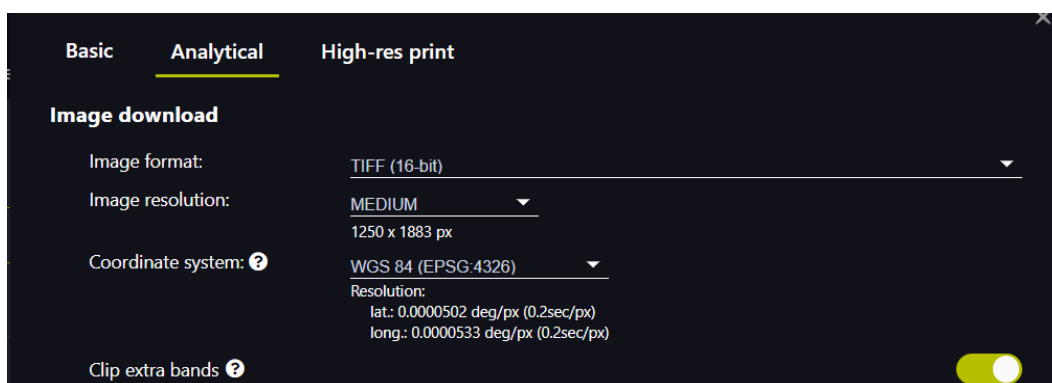 Basic Analytical High-res print
Image download
Image format: TIFF (16-bit)
Image resolution: MEDIUM
1250 x 1883 px
Coordinate system: ? WGS 84 (EPSG:4326)
Resolution:
lat.: 0.0000502 deg/px (0.2sec/px)
long.: 0.0000533 deg/px (0.2sec/px)
Clip extra bands ?